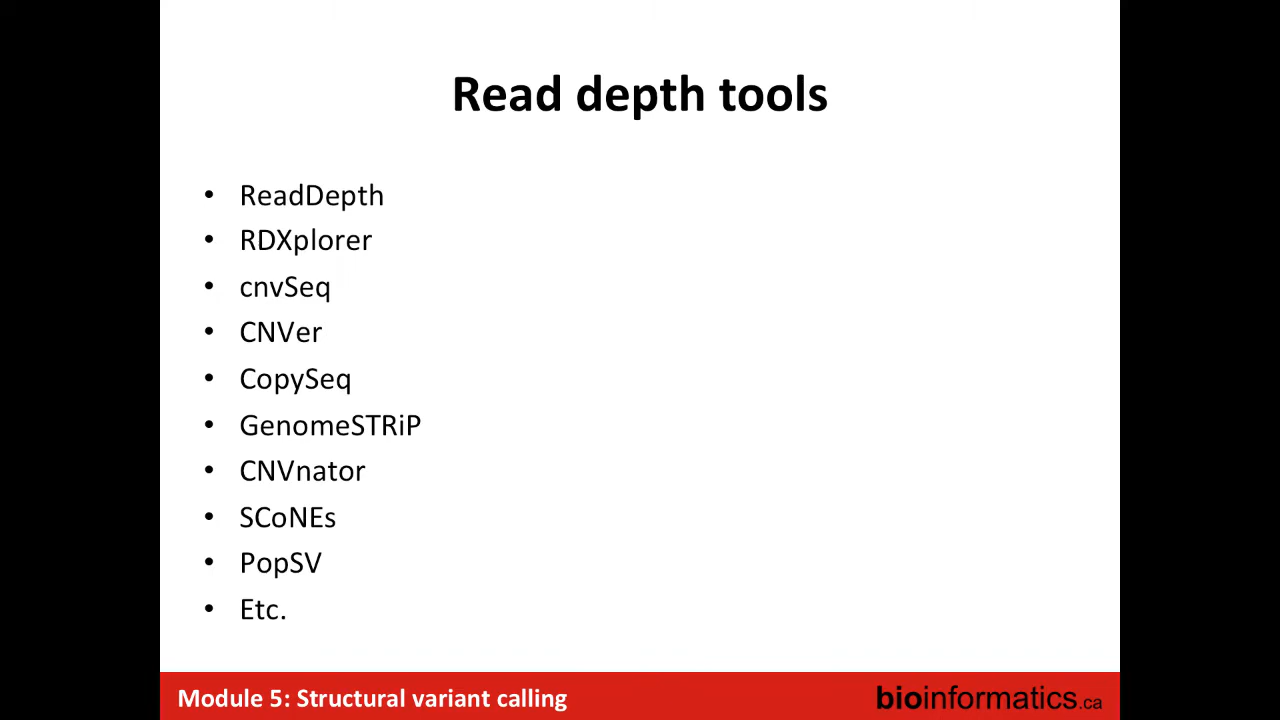 Read depth tools
• ReadDepth
• RDXplorer
• cnvSeq
• CNVer
• CopySeq
• GenomeSTRiP
• CNVnator
• SCoNEs
• PopSV
• Etc.
Module 5: Structural variant calling
bioinformatics.ca